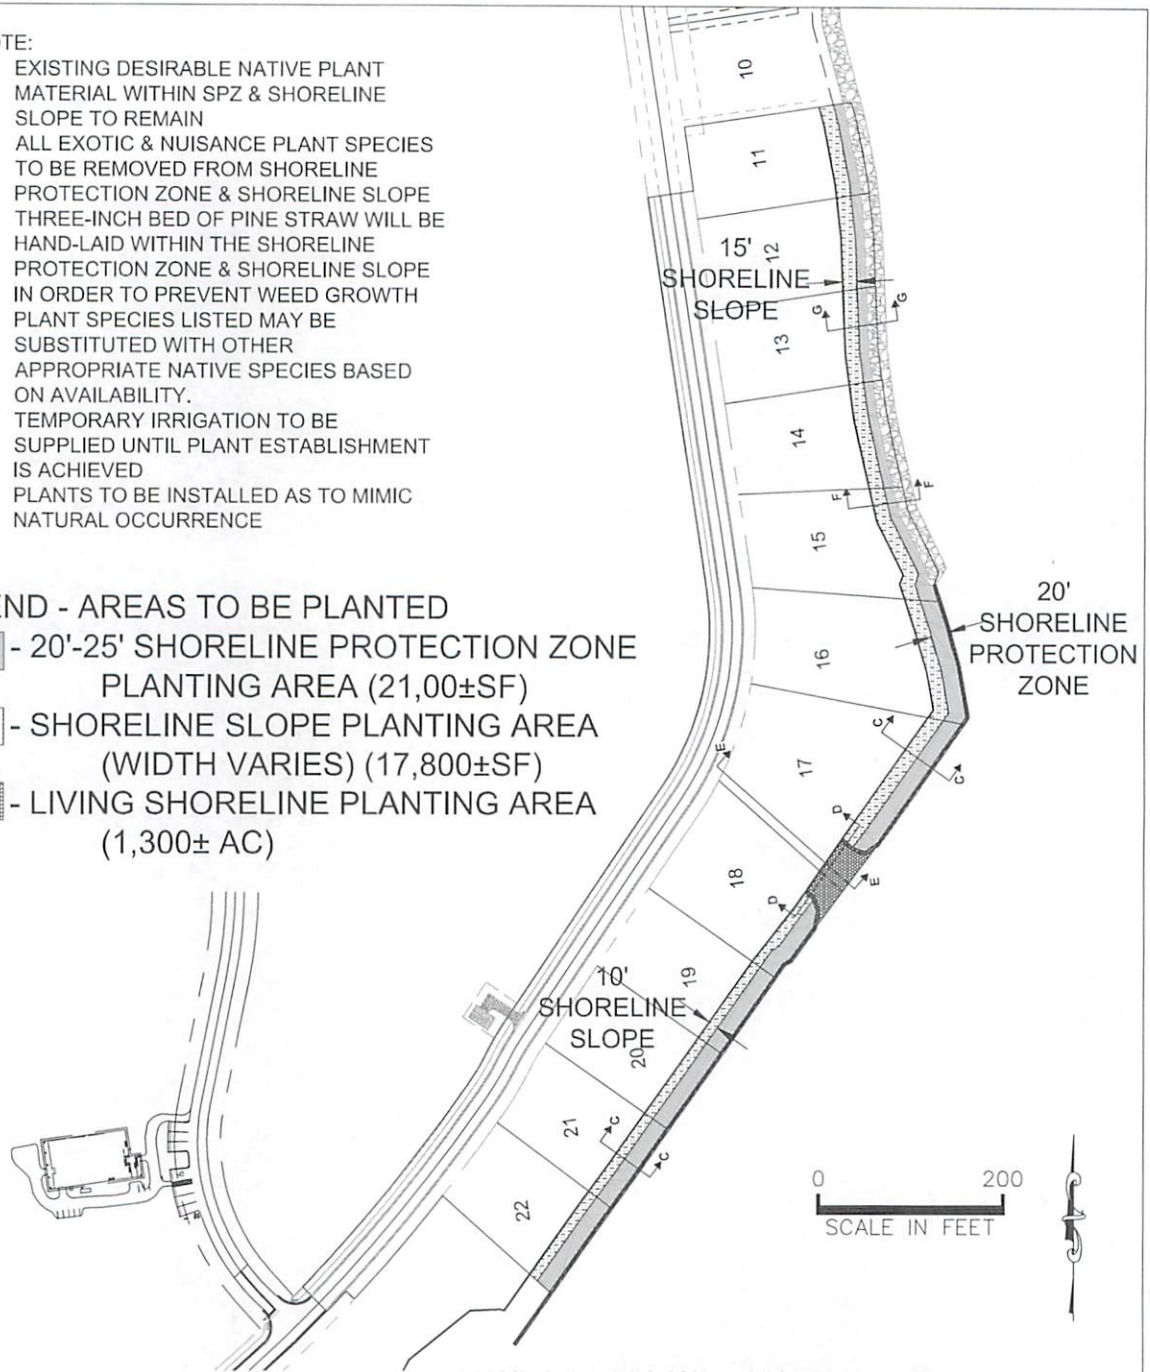 OTE:
EXISTING DESIRABLE NATIVE PLANT
MATERIAL WITHIN SPZ & SHORELINE
SLOPE TO REMAIN
ALL EXOTIC & NUISANCE PLANT SPECIES
TO BE REMOVED FROM SHORELINE
PROTECTION ZONE & SHORELINE SLOPE
THREE-INCH BED OF PINE STRAW WILL BE
HAND-LAID WITHIN THE SHORELINE
PROTECTION ZONE & SHORELINE SLOPE
IN ORDER TO PREVENT WEED GROWTH
PLANT SPECIES LISTED MAY BE
SUBSTITUTED WITH OTHER
APPROPRIATE NATIVE SPECIES BASED
ON AVAILABILITY.
TEMPORARY IRRIGATION TO BE
SUPPLIED UNTIL PLANT ESTABLISHMENT
IS ACHIEVED
PLANTS TO BE INSTALLED AS TO MIMIC
NATURAL OCCURRENCE
END - AREAS TO BE PLANTED
- 20'-25' SHORELINE PROTECTION ZONE
PLANTING AREA (21,00±SF)
- SHORELINE SLOPE PLANTING AREA
(WIDTH VARIES) (17,800±SF)
- LIVING SHORELINE PLANTING AREA
(1,300± AC)
10
11
12
15'
SHORELINE
SLOPE
G
G
13
14
F
F
15
20'
SHORELINE
PROTECTION
ZONE
16
C
C
17
E
D
E
18
D
19
10'
SHORELINE
SLOPE
20
21
C
C
22
0 200
SCALE IN FEET